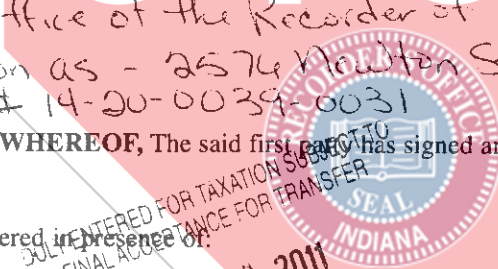 ffice of the Recorder of
on as - 2574 Newton S
# 14-20-0039-0031
WHEREOF, The said first party has signed an
DULY ENTERED FOR TAXATION SUBJECT TO
FINAL ACCEPTANCE FOR TRANSFER
ered in presence of:
2011
RECORDER'S OFFICE
SEAL
INDIANA